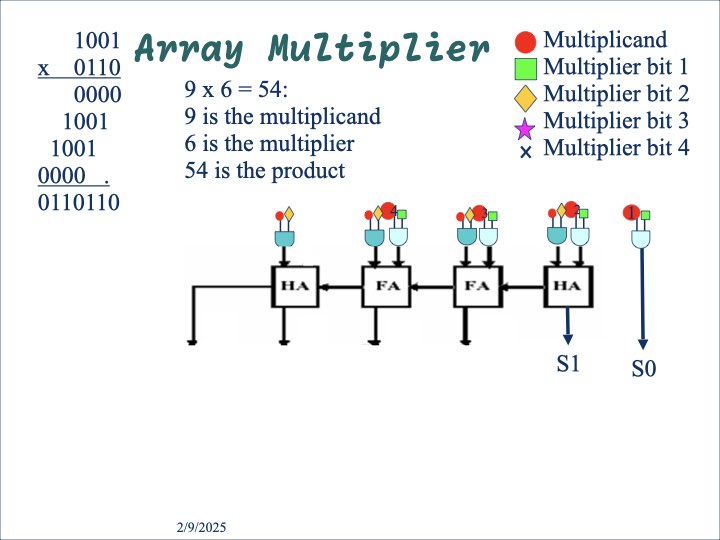 Array Multiplier
1001
x 0110
0000
1001
1001
0000 .
0110110
9 x 6 = 54:
9 is the multiplicand
6 is the multiplier
54 is the product
Multiplicand
Multiplier bit 1
Multiplier bit 2
Multiplier bit 3
x Multiplier bit 4
4 3 2 1
HA FA FA HA
S1 S0
2/9/2025